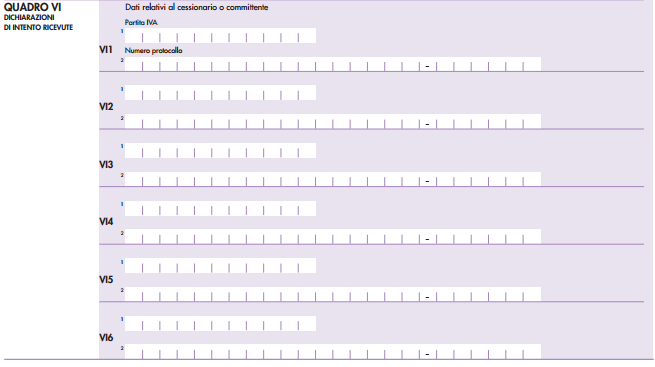 QUADRO VI
DICHIARAZIONI
DI INTENTO RICEVUTE
Dati relativi al cessionario o committente
Partita IVA
1
VI1 Numero protocollo
2
–
1
VI2
2
–
1
VI3
2
–
1
VI4
2
–
1
VI5
2
–
1
VI6
2
–